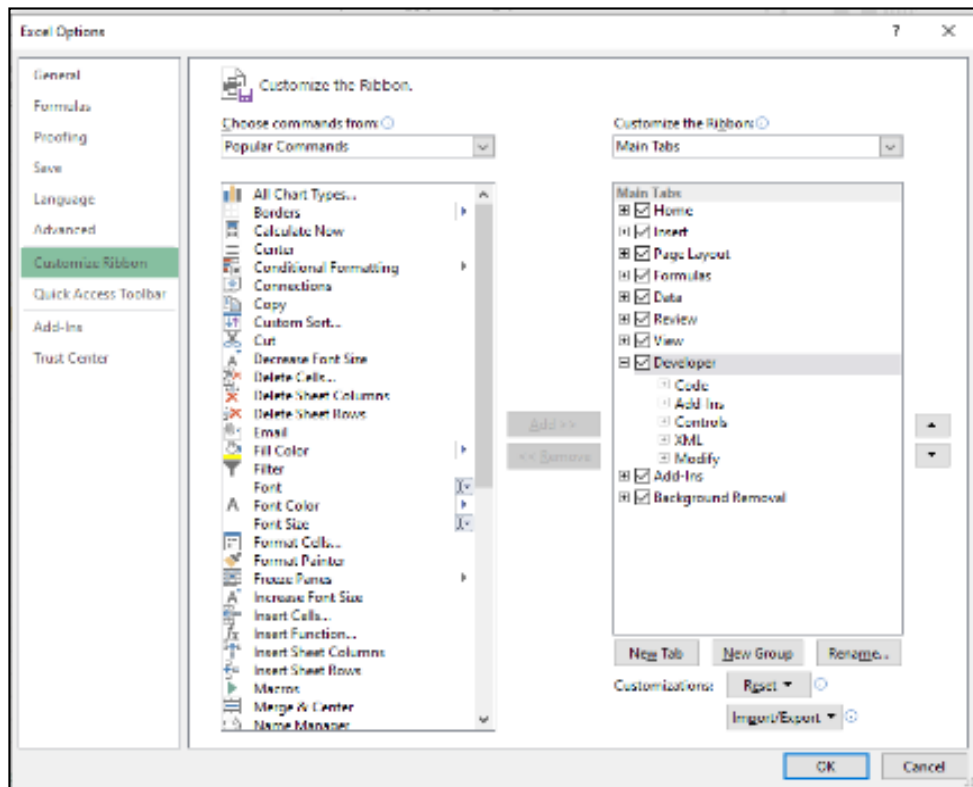 Excel Options
?
General
Formulas
Proofing
Save
Language
Advanced
Customize Ribbon
Quick Access Toolbar
Add-Ins
Trust Center
Customize the Ribbon.
Choose commands from:
Popular Commands
All Chart Types...
Borders
Calculate Now
Center
Conditional Formatting
Connections
Copy
Custom Sort...
Cut
Decrease Font Size
Delete Cells...
Delete Sheet Columns
Delete Sheet Rows
Email
Fill Color
Filter
Font
Font Color
Font Size
Format Cells...
Format Painter
Freeze Panes
Increase Font Size
Insert Cells...
Insert Function...
Insert Sheet Columns
Insert Sheet Rows
Macros
Merge & Center
Name Manager
Add >>
<< Remove
Customize the Ribbon:
Main Tabs
Main Tabs
Home
Insert
Page Layout
Formulas
Data
Review
View
Developer
Code
Add-Ins
Controls
XML
Modify
Add-Ins
Background Removal
New Tab
New Group
Rename...
Customizations:
Reset
Import/Export
OK
Cancel